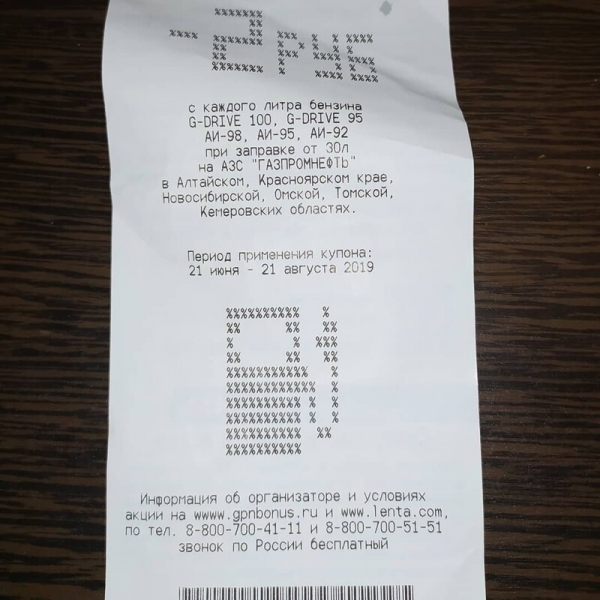 -2руб
с каждого литра бензина
G-DRIVE 100, G-DRIVE 95
АИ-98, АИ-95, АИ-92
при заправке от 30л
на АЗС "ГАЗПРОМНЕФТЬ"
в Алтайском, Красноярском крае,
Новосибирской, Омской, Томской,
Кемеровских областях.
Период применения купона:
21 июня - 21 августа 2019
Информация об организаторе и условиях
акции на wwww.gpnbonus.ru и www.lenta.com,
по тел. 8-800-700-41-11 и 8-800-700-51-51
звонок по России бесплатный